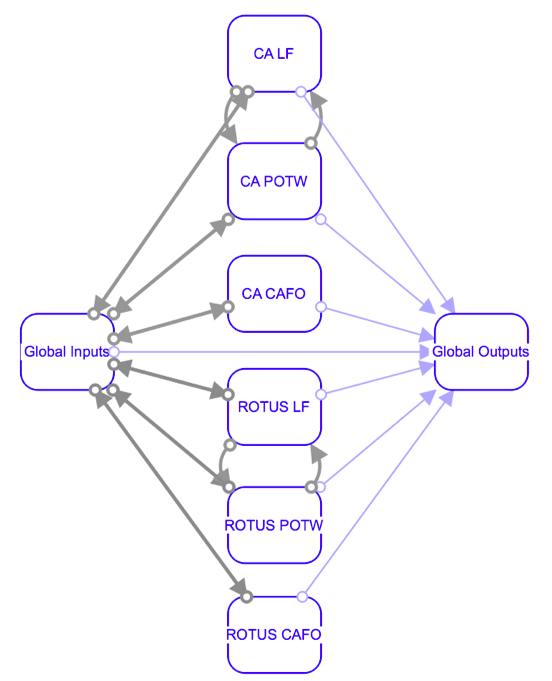 CA LF
CA POTW
CA CAFO
Global Inputs
Global Outputs
ROTUS LF
ROTUS POTW
ROTUS CAFO